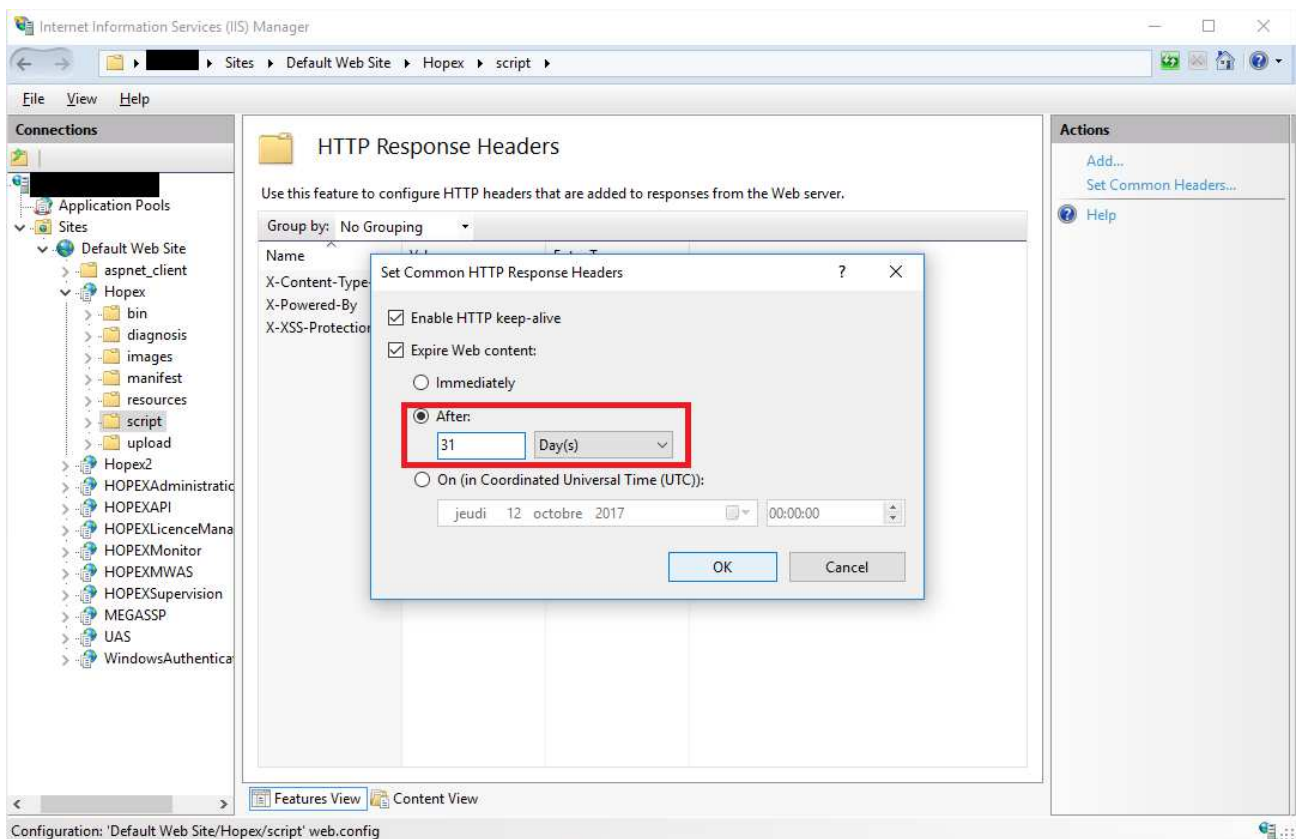 Internet Information Services (IIS) Manager
Sites Default Web Site Hopex script
File View Help
Connections
Application Pools
Sites
Default Web Site
aspnet_client
Hopex
bin
diagnosis
images
manifest
resources
script
upload
Hopex2
HOPEXAdministratic
HOPEXAPI
HOPEXLicenceMana
HOPEXMonitor
HOPEXMWAS
HOPEXSupervision
MEGASSP
UAS
WindowsAuthentica
HTTP Response Headers
Use this feature to configure HTTP headers that are added to responses from the Web server.
Group by: No Grouping
Name
X-Content-Type-
X-Powered-By
X-XSS-Protection
Set Common HTTP Response Headers ?
Enable HTTP keep-alive
Expire Web content:
Immediately
After:
31 Day(s)
On (in Coordinated Universal Time (UTC)):
jeudi 12 octobre 2017 00:00:00
OK Cancel
Features View Content View
Actions
Add...
Set Common Headers...
Help
Configuration: 'Default Web Site/Hopex/script' web.config